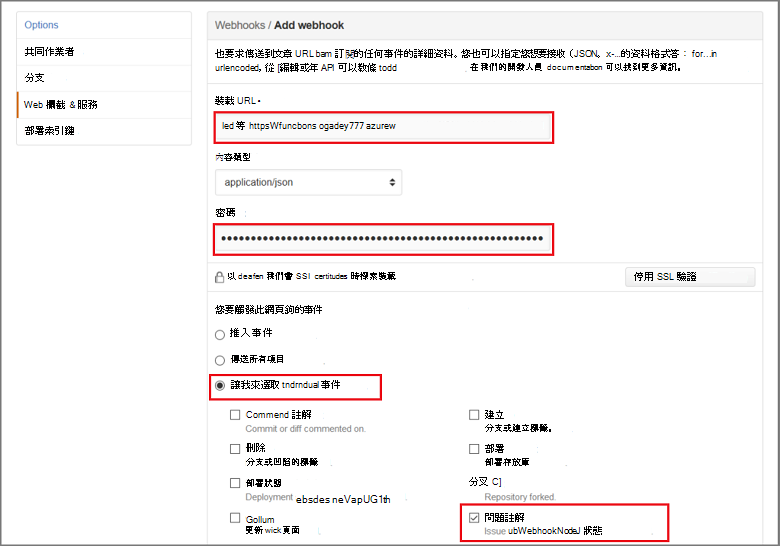 Options
共同作業者
分支
Web 欄截 & 服務
部署索引鍵
Webhooks / Add webhook
也要求傳送到文章 URL bam 訂閱的任何事件的詳細資料。您也可以指定您想要接收 (JSON、x-...的資料格式答： for...in
urlencoded, 從 [編輯或年 API 可以敎條 todd 在我們的開發人員 documentabon 可以找到更多資訊。
裝載 URL·
led 等 httpsWfuncbons ogadey777 azurew
內容類型
application/json
密碼
以 deafen 我們會 SSl certitudes 時探索裝載
停用 SSL 驗證
您要觸發此網頁鉤的事件
推入事件
傳送所有項目
讓我來選取 tndrndual 事件
Commend 註解
Commit or diff commented on.
建立
分支或建立標籤。
刪除
分支或凹陷的標籤
部署
部署存放庫
部署狀態
Deployment ebsdes neVapUG1th
分叉 C]
Repository forked.
Gollum
更新 wick 頁面
問題註解
Issue ubWebhookNodeJ 狀態